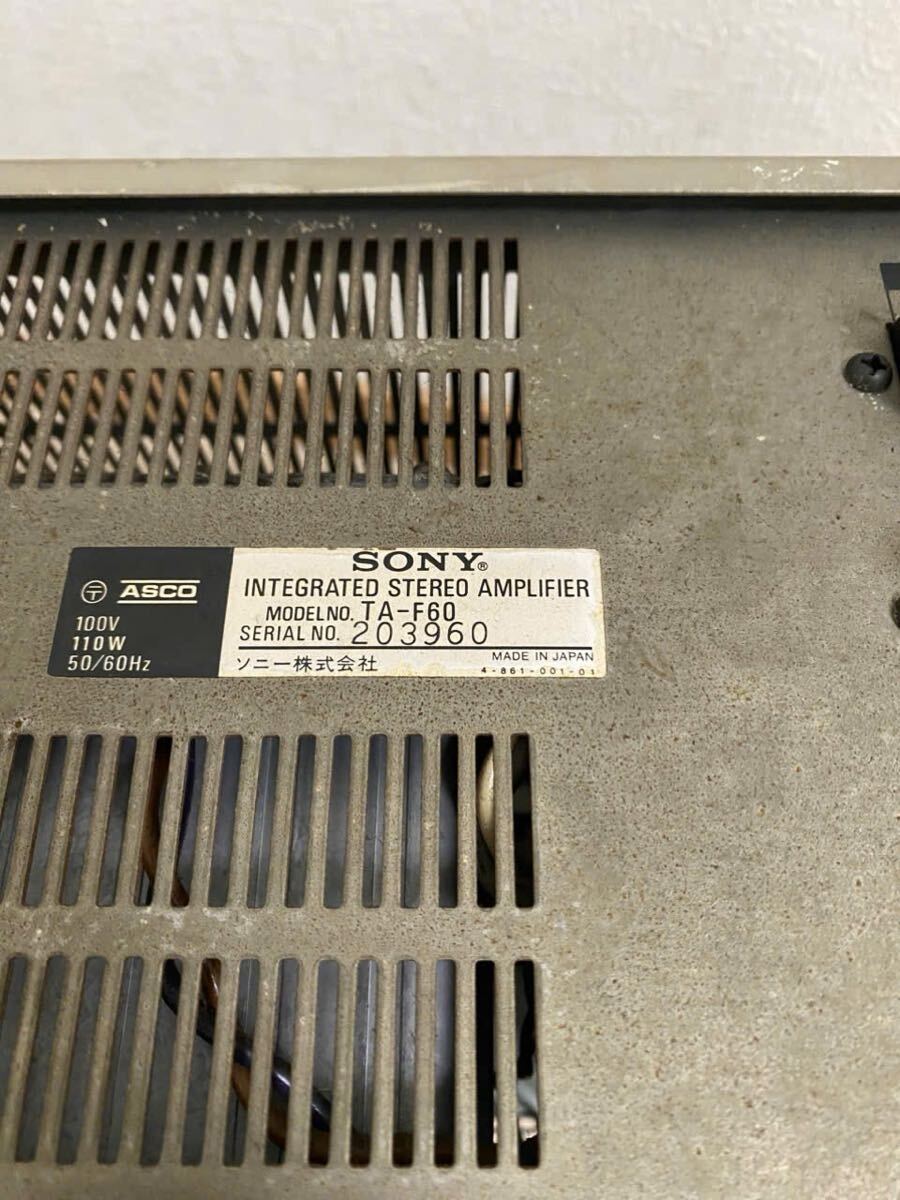 〒 ASCO
100V
110W
50/60Hz
SONY®
INTEGRATED STEREO AMPLIFIER
MODEL NO. TA-F60
SERIAL NO. 203960
ソニー株式会社
MADE IN JAPAN
4-861-001-01